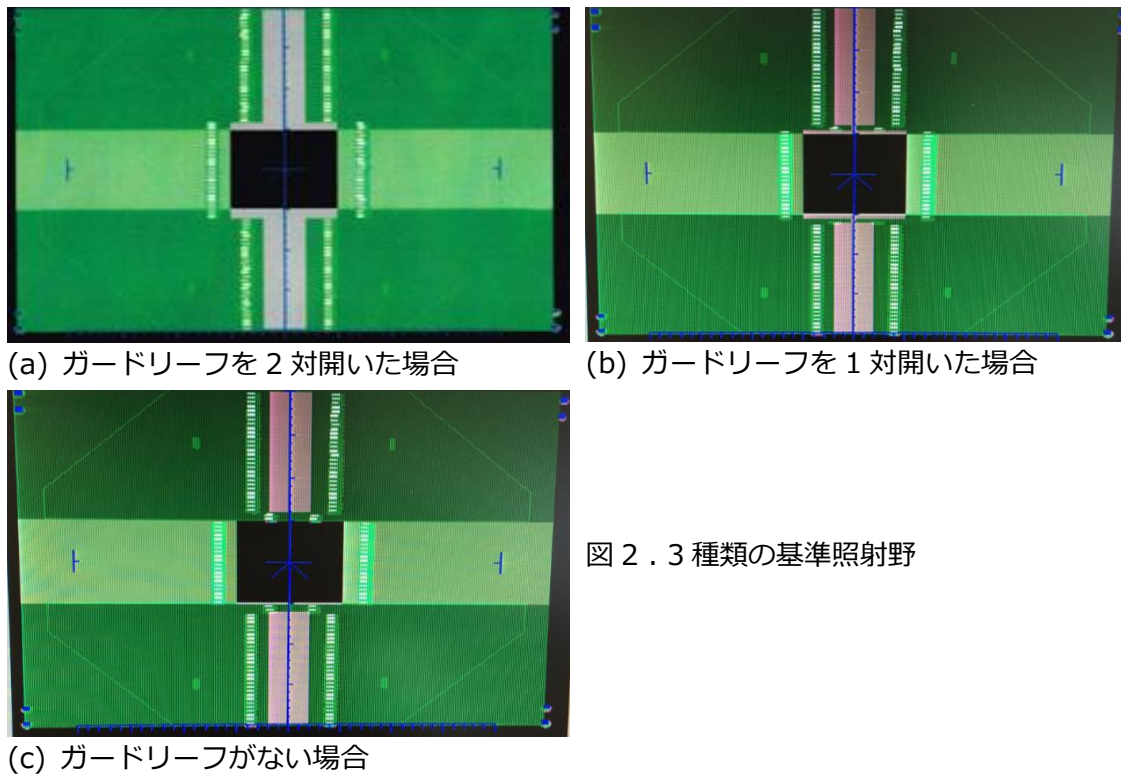 (a) ガードリーフを2対開いた場合
(b) ガードリーフを1対開いた場合
図2.3種類の基準照射野
(c) ガードリーフがない場合